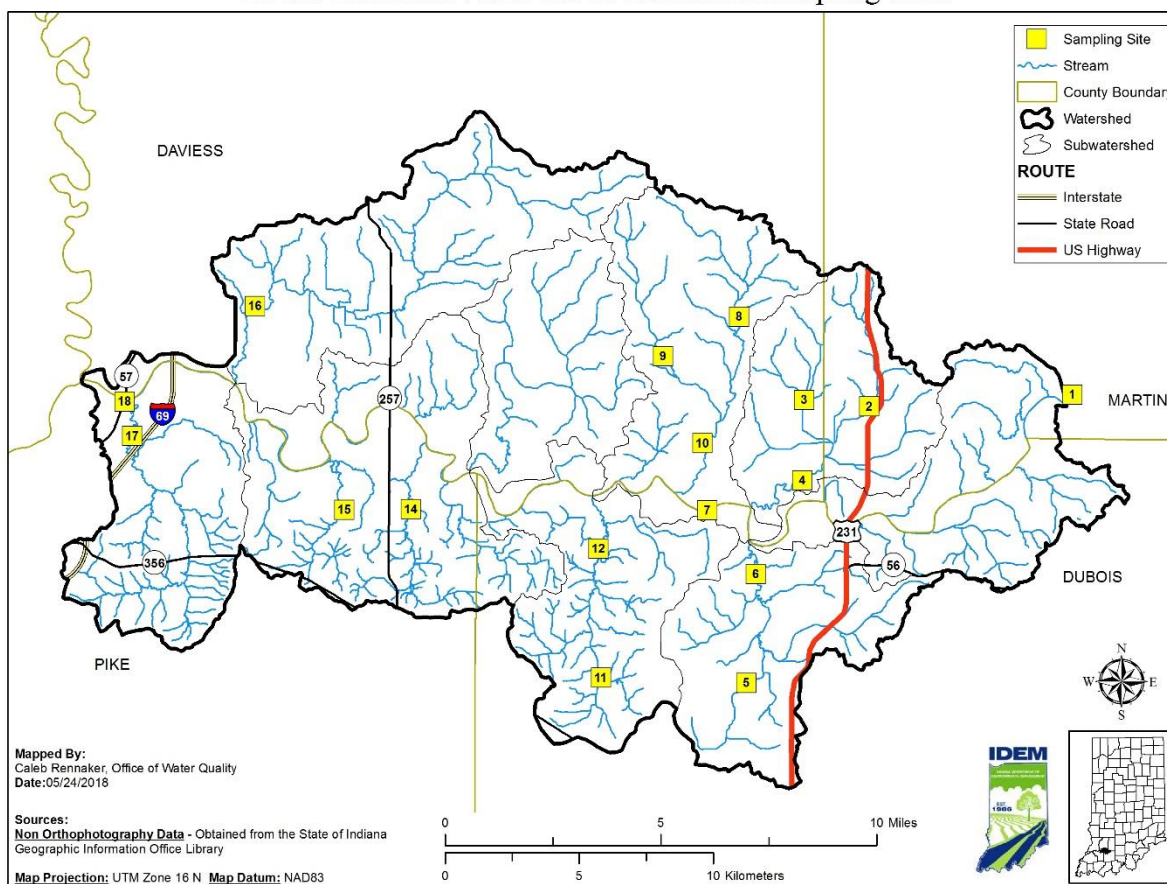 Sampling Site
Stream
County Boundary
Watershed
Subwatershed
ROUTE
Interstate
State Road
US Highway
DAVIESS
16
8
9
57
18
69
17
257
3
2
1
MARTIN
10
4
15
14
7
231
12
356
6
56
DUBOIS
PIKE
11
5
N
W E
S
Mapped By:
Caleb Rennaker, Office of Water Quality
Date:05/24/2018
Sources:
Non Orthophotography Data - Obtained from the State of Indiana
Geographic Information Office Library
Map Projection: UTM Zone 16 N Map Datum: NAD83
0 5 10 Miles
0 5 10 Kilometers
IDEM
EST.
1986